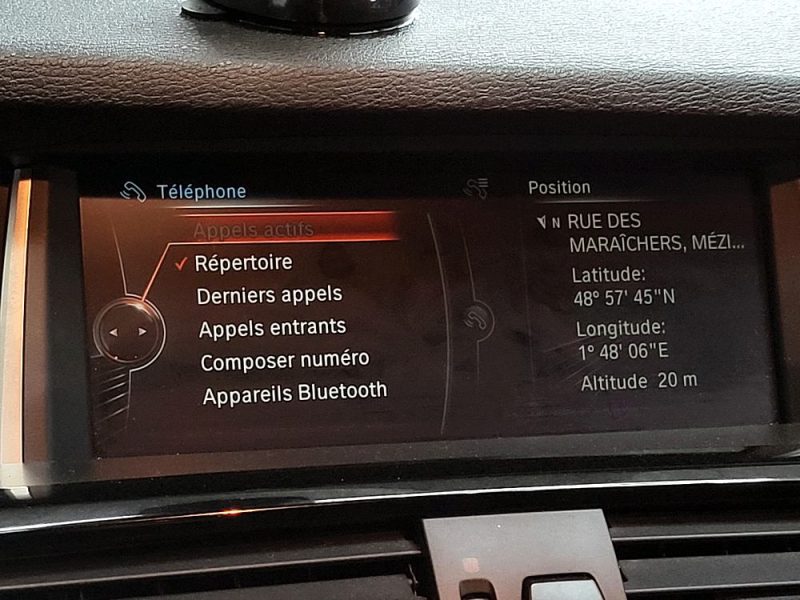 Téléphone
Appels actifs
✓ Répertoire
Derniers appels
Appels entrants
Composer numéro
Appareils Bluetooth
Position
N RUE DES
MARAÎCHERS, MÉZI...
Latitude:
48° 57' 45"N
Longitude:
1° 48' 06"E
Altitude 20 m